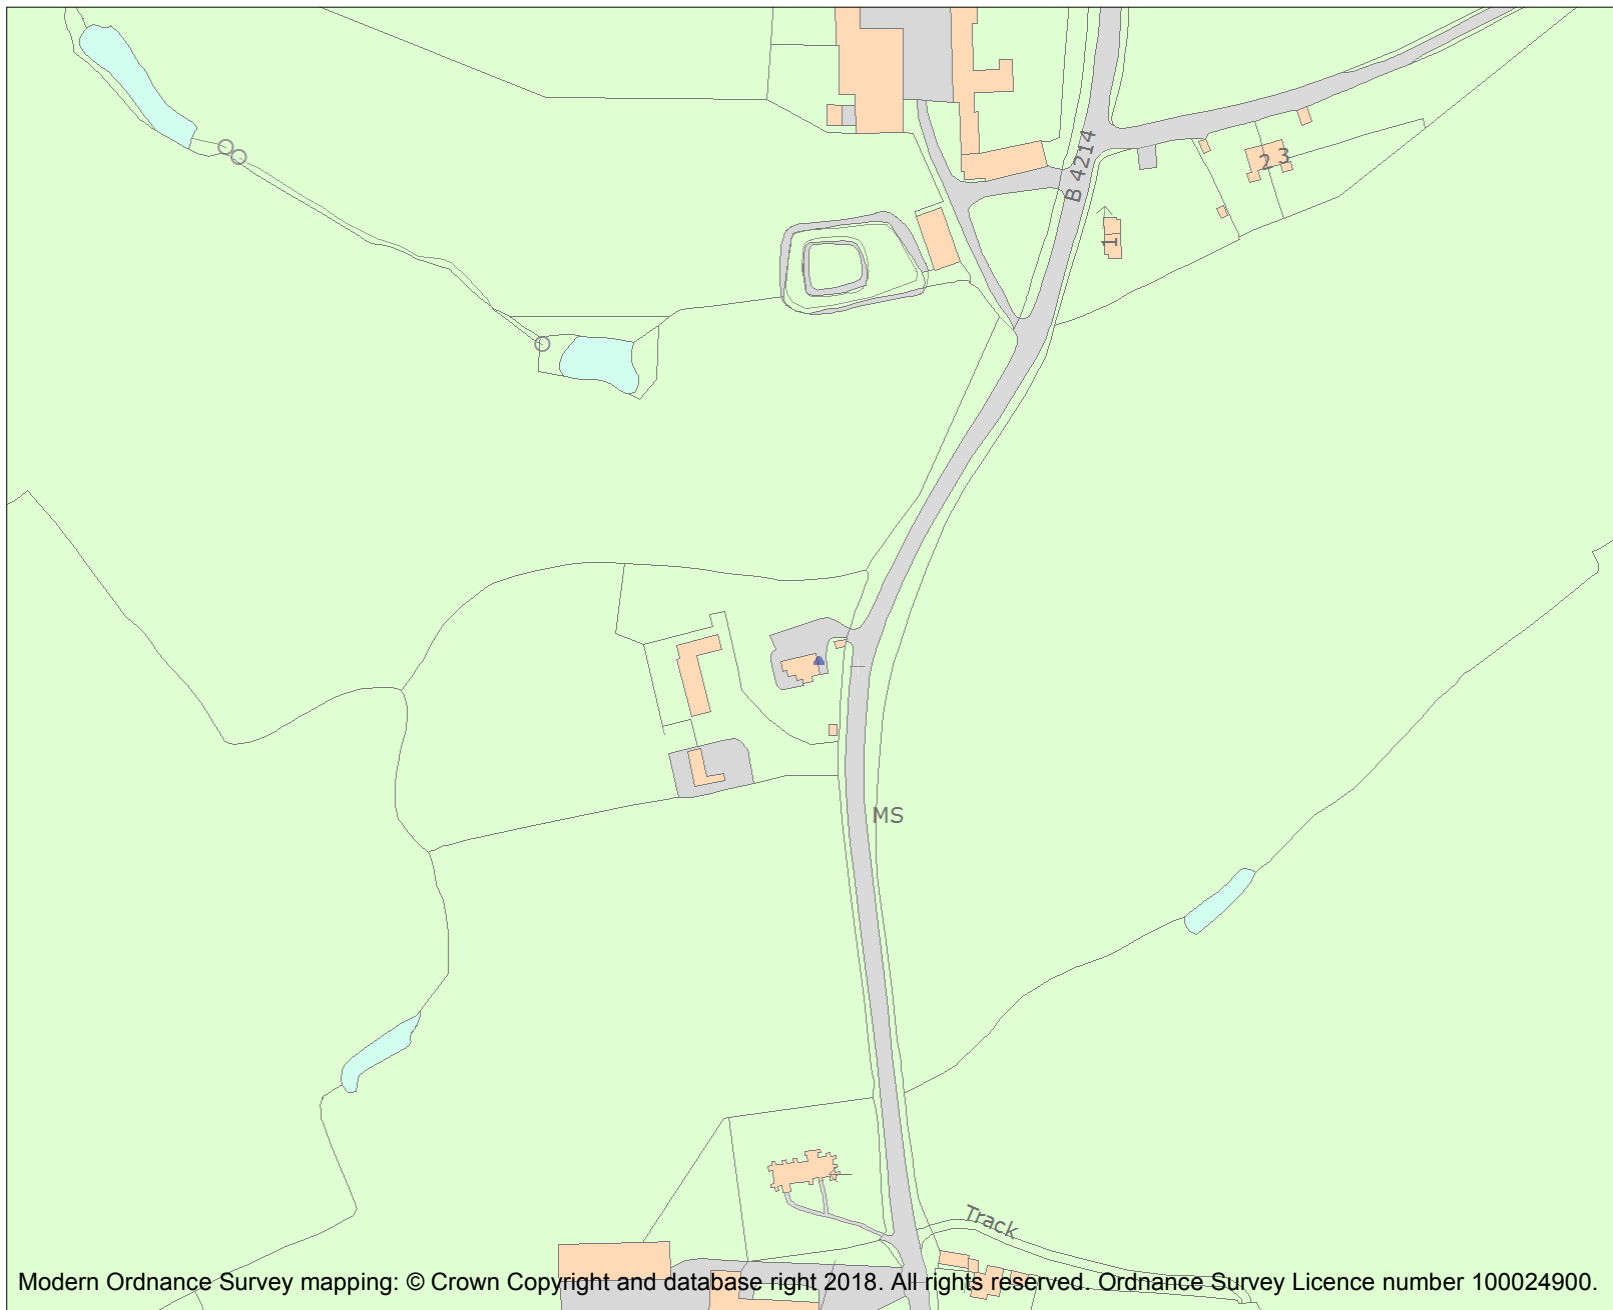 B 4214
2 3
1
MS
Track
Modern Ordnance Survey mapping: © Crown Copyright and database right 2018. All rights reserved. Ordnance Survey Licence number 100024900.